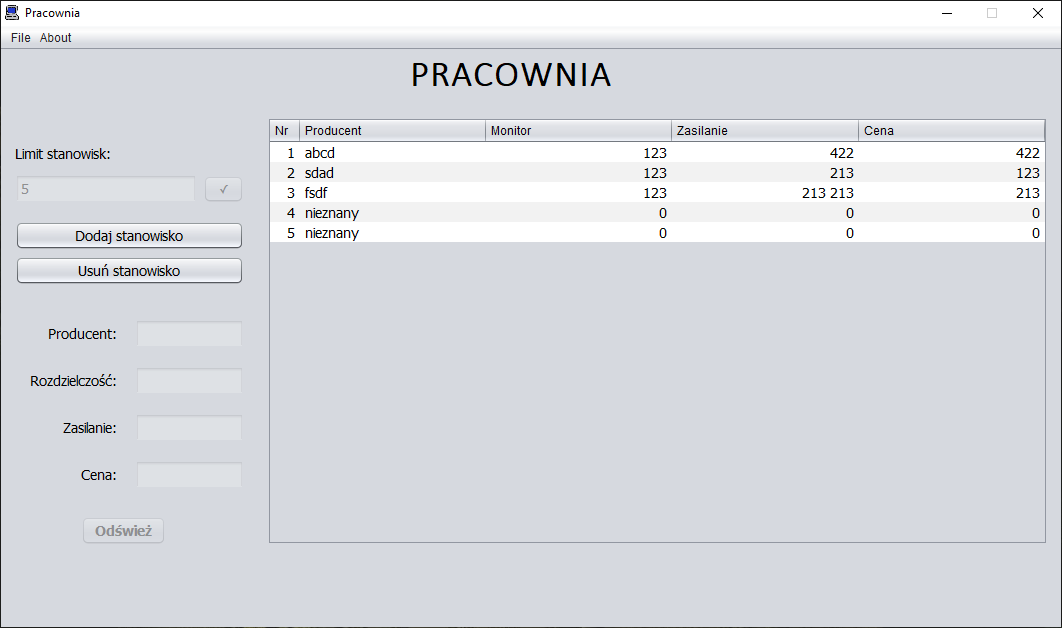 Pracownia
File About
PRACOWNIA
Limit stanowisk:
5 ✓
Dodaj stanowisko
Usuń stanowisko
Producent:
Rozdzielczość:
Zasilanie:
Cena:
Odśwież
Nr Producent Monitor Zasilanie Cena
1 abcd 123 422 422
2 sdad 123 213 123
3 fsdf 123 213 213 213
4 nieznany 0 0 0
5 nieznany 0 0 0